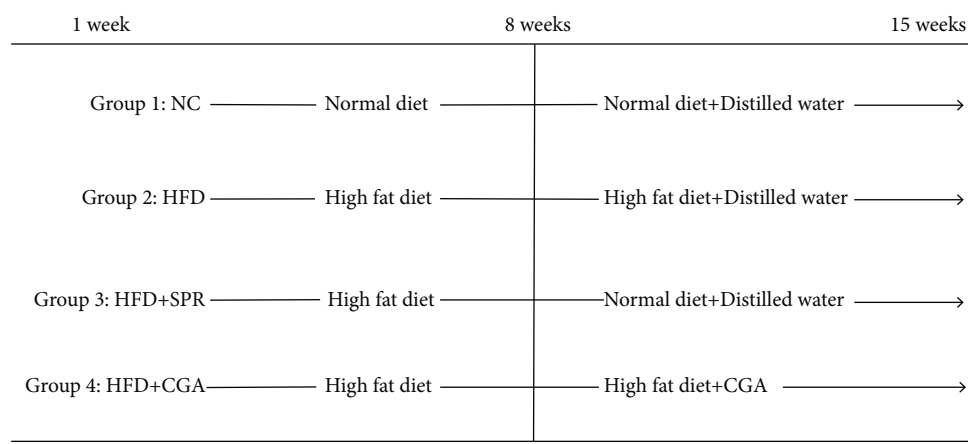 1 week 8 weeks 15 weeks
Group 1: NC Normal diet Normal diet+Distilled water
Group 2: HFD High fat diet High fat diet+Distilled water
Group 3: HFD+SPR High fat diet Normal diet+Distilled water
Group 4: HFD+CGA High fat diet High fat diet+CGA